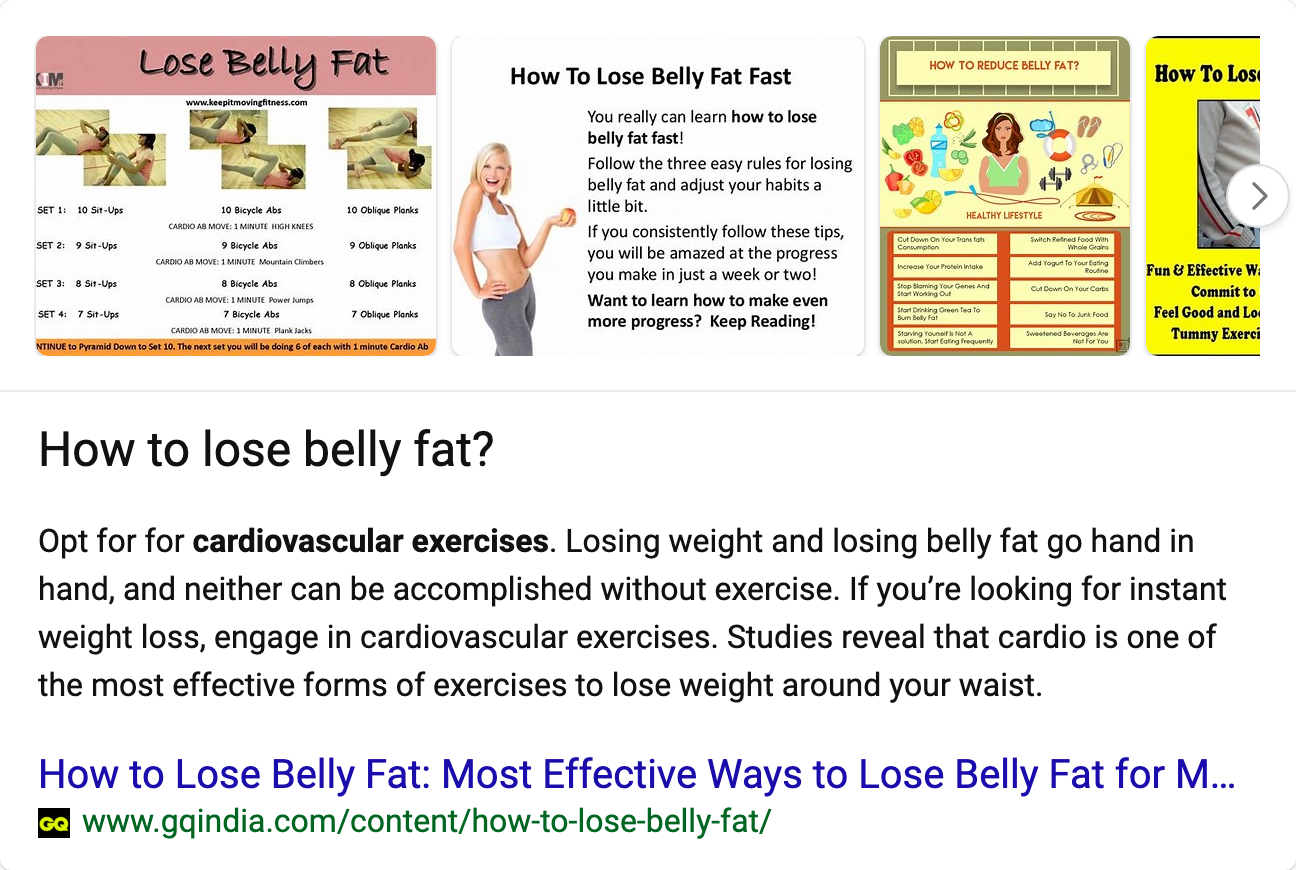 Lose Belly Fat
www.keepitmovingfitness.com
SET 1: 10 Sit-Ups 10 Bicycle Abs 10 Oblique Planks
CARDIO AB MOVE: 1 MINUTE HIGH KNEES
SET 2: 9 Sit-Ups 9 Bicycle Abs 9 Oblique Planks
CARDIO AB MOVE: 1 MINUTE Mountain Climbers
SET 3: 8 Sit-Ups 8 Bicycle Abs 8 Oblique Planks
CARDIO AB MOVE: 1 MINUTE Power Jumps
SET 4: 7 Sit-Ups 7 Bicycle Abs 7 Oblique Planks
CARDIO AB MOVE: 1 MINUTE Plank Jacks
NTINUE to Pyramid Down to Set 10. The next set you will be doing 6 of each with 1 minute Cardio Ab
How To Lose Belly Fat Fast
You really can learn how to lose
belly fat fast!
Follow the three easy rules for losing
belly fat and adjust your habits a
little bit.
If you consistently follow these tips,
you will be amazed at the progress
you make in just a week or two!
Want to learn how to make even
more progress? Keep Reading!
HOW TO REDUCE BELLY FAT?
HEALTHY LIFESTYLE
Cut Down On Your Trans fats
Consumption
Increase Your Protein Intake
Stop Blaming Your Genes And
Start Working Out
Start Drinking Green Tea To
Burn Belly Fat
Starving Yourself Is Not A
solution, Start Eating Frequently
Switch Refined Food With
Whole Grains
Add Yogurt To Your Eating
Routine
Cut Down On Your Carbs
Say No To Junk Food
Sweetened Beverages Are
Not For You
How To Lose
Fun & Effective Wa
Commit to
Feel Good and Loo
Tummy Exerci
How to lose belly fat?
Opt for for cardiovascular exercises. Losing weight and losing belly fat go hand in
hand, and neither can be accomplished without exercise. If you’re looking for instant
weight loss, engage in cardiovascular exercises. Studies reveal that cardio is one of
the most effective forms of exercises to lose weight around your waist.
How to Lose Belly Fat: Most Effective Ways to Lose Belly Fat for M...
GQ www.gqindia.com/content/how-to-lose-belly-fat/